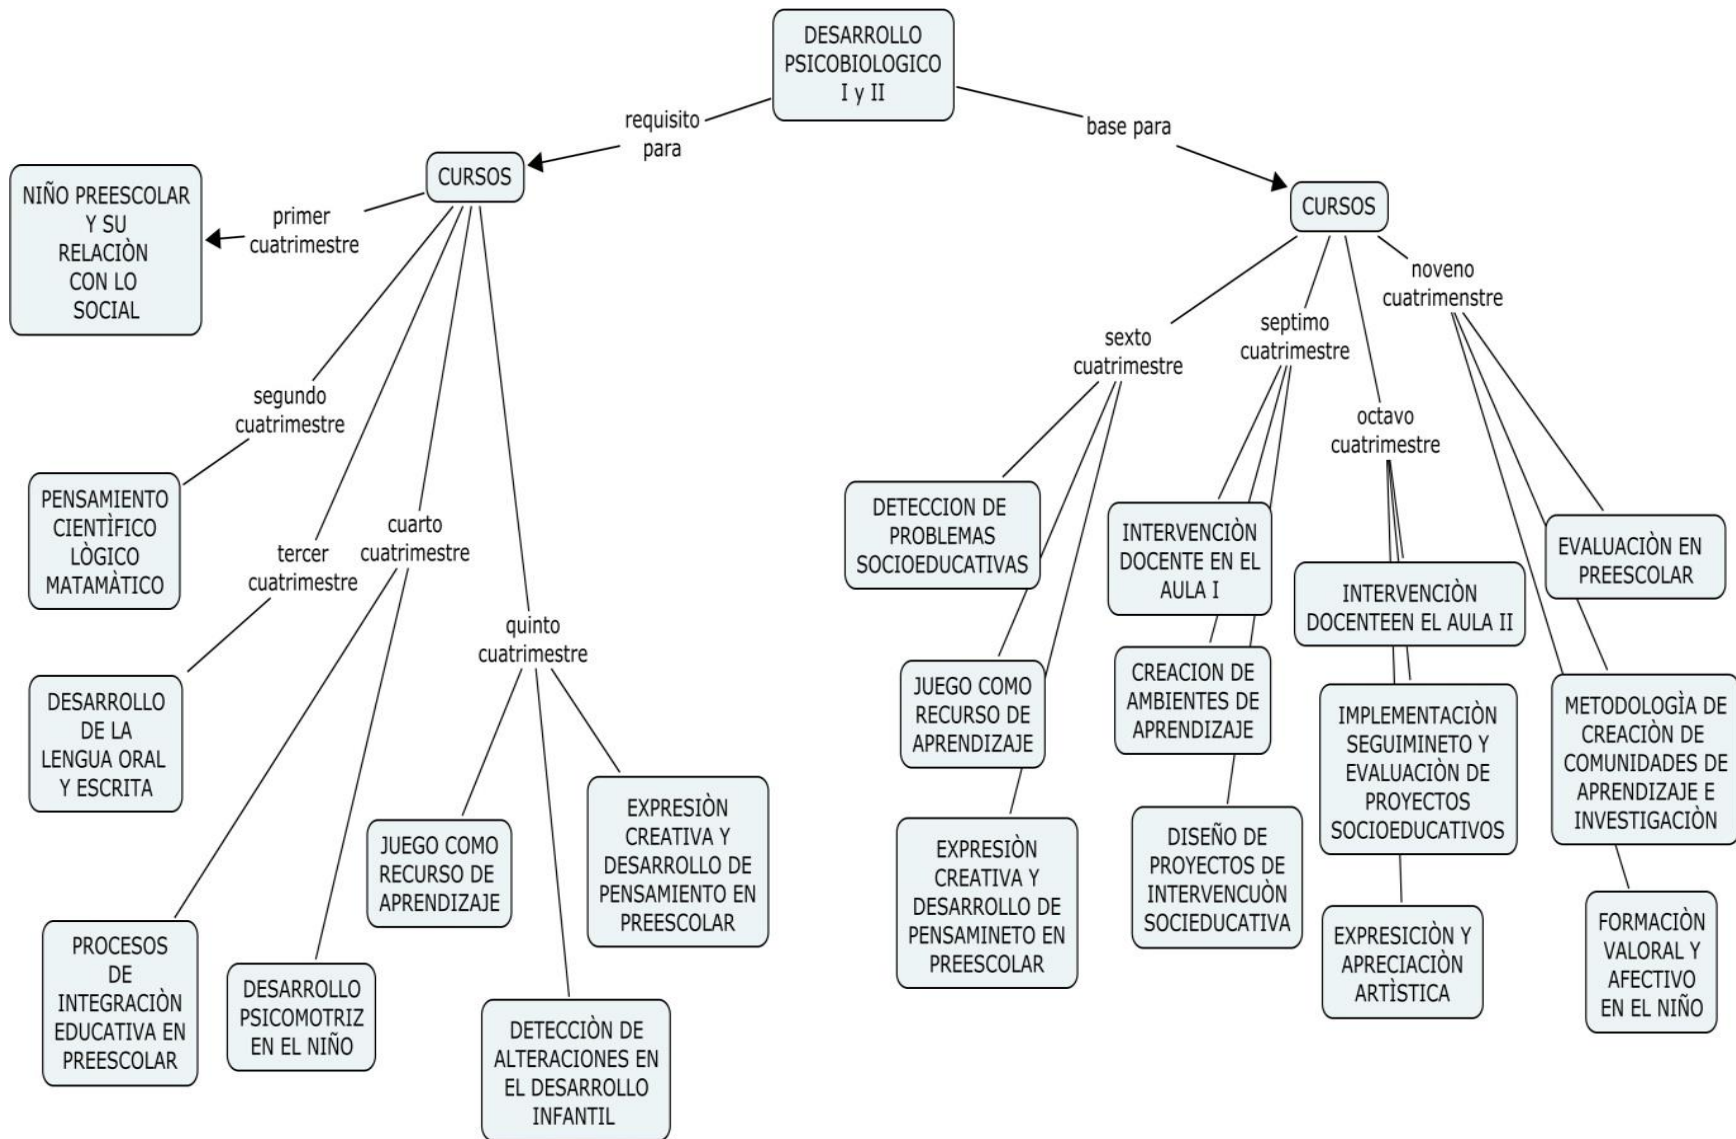 DESARROLLO
PSICOBIOLOGICO
I y II
requisito
para
base para
CURSOS
CURSOS
NIÑO PREESCOLAR
Y SU
RELACIÒN
CON LO
SOCIAL
primer
cuatrimestre
segundo
cuatrimestre
PENSAMIENTO
CIENTÌFICO
LÒGICO
MATAMÀTICO
tercer
cuatrimestre
DESARROLLO
DE LA
LENGUA ORAL
Y ESCRITA
cuarto
cuatrimestre
PROCESOS
DE
INTEGRACIÒN
EDUCATIVA EN
PREESCOLAR
DESARROLLO
PSICOMOTRIZ
EN EL NIÑO
quinto
cuatrimestre
JUEGO COMO
RECURSO DE
APRENDIZAJE
DETECCIÒN DE
ALTERACIONES EN
EL DESARROLLO
INFANTIL
EXPRESIÒN
CREATIVA Y
DESARROLLO DE
PENSAMIENTO EN
PREESCOLAR
sexto
cuatrimestre
DETECCION DE
PROBLEMAS
SOCIOEDUCATIVAS
JUEGO COMO
RECURSO DE
APRENDIZAJE
EXPRESIÒN
CREATIVA Y
DESARROLLO DE
PENSAMINETO EN
PREESCOLAR
septimo
cuatrimestre
INTERVENCIÒN
DOCENTE EN EL
AULA I
CREACION DE
AMBIENTES DE
APRENDIZAJE
DISEÑO DE
PROYECTOS DE
INTERVENCUÒN
SOCIEDUCATIVA
octavo
cuatrimestre
INTERVENCIÒN
DOCENTEEN EL AULA II
IMPLEMENTACIÒN
SEGUIMINETO Y
EVALUACIÒN DE
PROYECTOS
SOCIOEDUCATIVOS
EXPRESICIÒN Y
APRECIACIÒN
ARTÌSTICA
noveno
cuatrimenstre
EVALUACIÒN EN
PREESCOLAR
METODOLOGÌA DE
CREACIÒN DE
COMUNIDADES DE
APRENDIZAJE E
INVESTIGACIÒN
FORMACIÒN
VALORAL Y
AFECTIVO
EN EL NIÑO